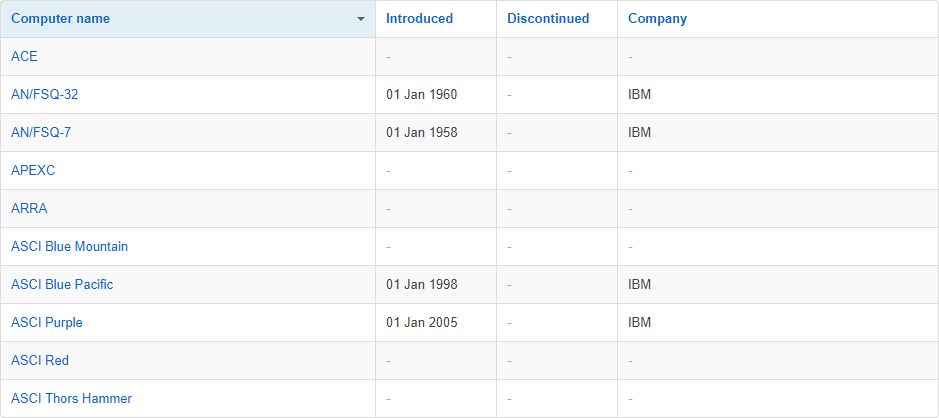 Computer name Introduced Discontinued Company
ACE - - -
AN/FSQ-32 01 Jan 1960 - IBM
AN/FSQ-7 01 Jan 1958 - IBM
APEXC - - -
ARRA - - -
ASCI Blue Mountain - - -
ASCI Blue Pacific 01 Jan 1998 - IBM
ASCI Purple 01 Jan 2005 - IBM
ASCI Red - - -
ASCI Thors Hammer - - -